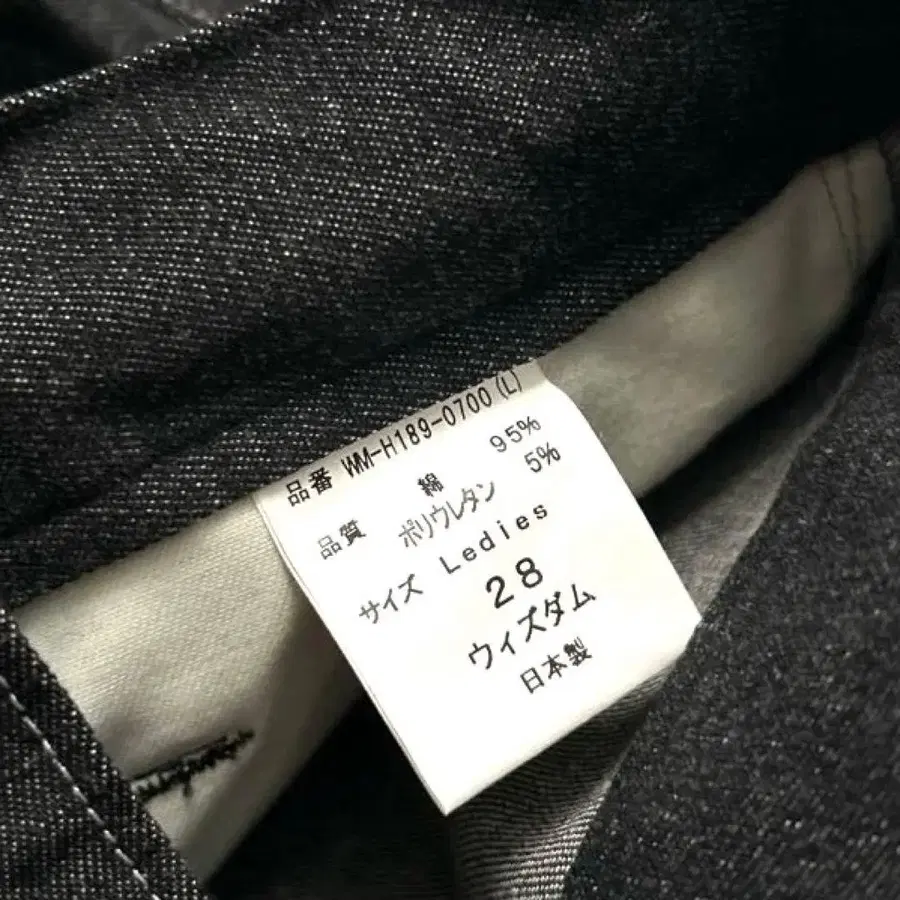 品番 WM-H189-0700(L)
品質 綿 95%
ポリウレタン 5%
サイズ Ledies
28
ウィズダム
日本製